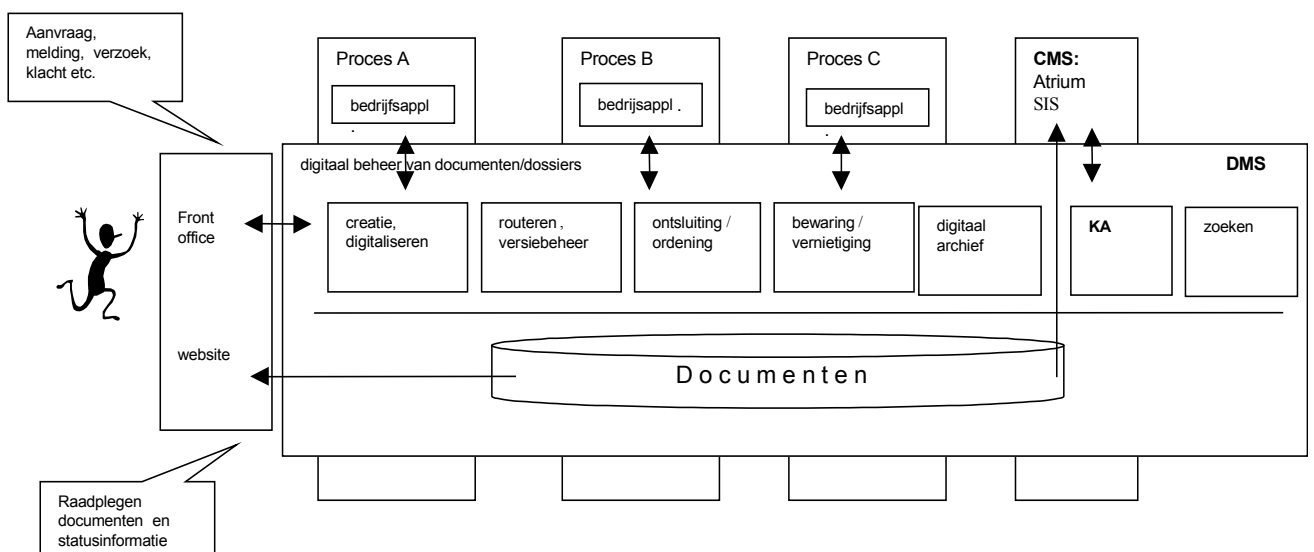 Aanvraag,
melding, verzoek,
klacht etc.
Proces A
bedrijfsappl
.
Proces B
bedrijsappl .
Proces C
bedrijfsappl
.
CMS:
Atrium
SIS
digitaal beheer van documenten/dossiers
DMS
Front
office
website
creatie,
digitaliseren
routeren ,
versiebeheer
ontsluiting /
ordening
bewaring /
vernietiging
digitaal
archief
KA
zoeken
Documenten
Raadplegen
documenten en
statusinformatie